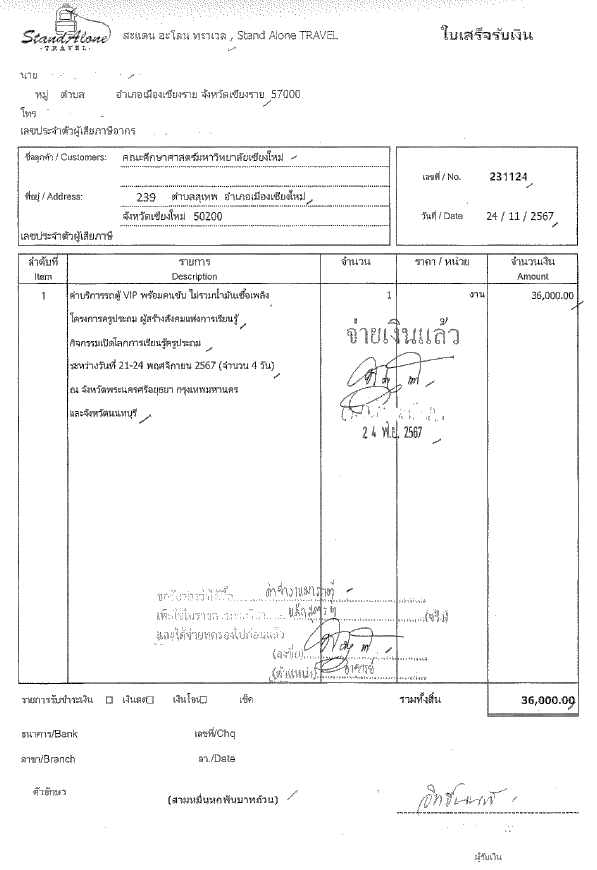 StandAlone
TRAVEL
สะแตน อะโลน ทราเวล , Stand Alone TRAVEL
ใบเสร็จรับเงิน
นาย
หมู่ ตำบล อำเภอเมืองเชียงราย จังหวัดเชียงราย 57000
โทร
เลขประจำตัวผู้เสียภาษีอากร
ชื่อลูกค้า / Customers: คณะศึกษาศาสตร์มหาวิทยาลัยเชียงใหม่
เลขที่ / No. 231124
ที่อยู่ / Address: 239 ตำบลสุเทพ อำเภอเมืองเชียงใหม่
จังหวัดเชียงใหม่ 50200
วันที่ / Date 24 / 11 / 2567
เลขประจำตัวผู้เสียภาษี
ลำดับที่ รายการ จำนวน ราคา / หน่วย จำนวนเงิน
Item Description Amount
1 ค่าบริการรถตู้ VIP พร้อมคนขับ ไม่รวมน้ำมันเชื้อเพลิง 1 งาน 36,000.00
โครงการครูประถม ผู้สร้างสังคมแห่งการเรียนรู้
กิจกรรมเปิดโลกการเรียนรู้ครูประถม
ระหว่างวันที่ 21-24 พฤศจิกายน 2567 (จำนวน 4 วัน)
ณ จังหวัดพระนครศรีอยุธยา กรุงเทพมหานคร
และจังหวัดนนทบุรี
จ่ายเงินแล้ว
24 พ.ย. 2567
ค่าจ้างเหมารถตู้
(จริง)
และได้จ่ายทดรองไปก่อนแล้ว
(ลงชื่อ)
(ตำแหน่ง) อาจารย์
รายการรับชำระเงิน เงินสด เงินโอน เช็ค รวมทั้งสิ้น 36,000.00
ธนาคาร/Bank เลขที่/Chq
สาขา/Branch ลว./Date
ตัวอักษร (สามหมื่นหกพันบาทถ้วน)
ผู้รับเงิน